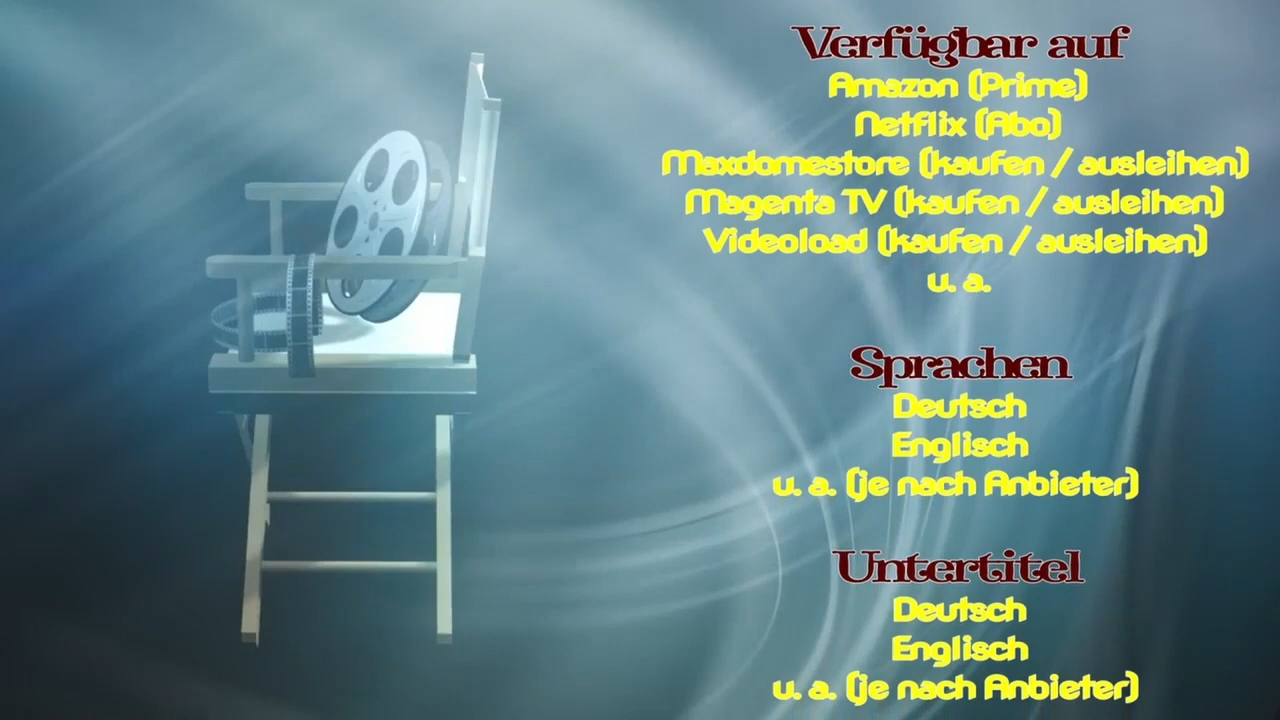 Verfügbar auf
Amazon (Prime)
Netflix (Abo)
Maxdomestore (kaufen / ausleihen)
Magenta TV (kaufen / ausleihen)
Videoload (kaufen / ausleihen)
u. a.
Sprachen
Deutsch
Englisch
u. a. (je nach Anbieter)
Untertitel
Deutsch
Englisch
u. a. (je nach Anbieter)